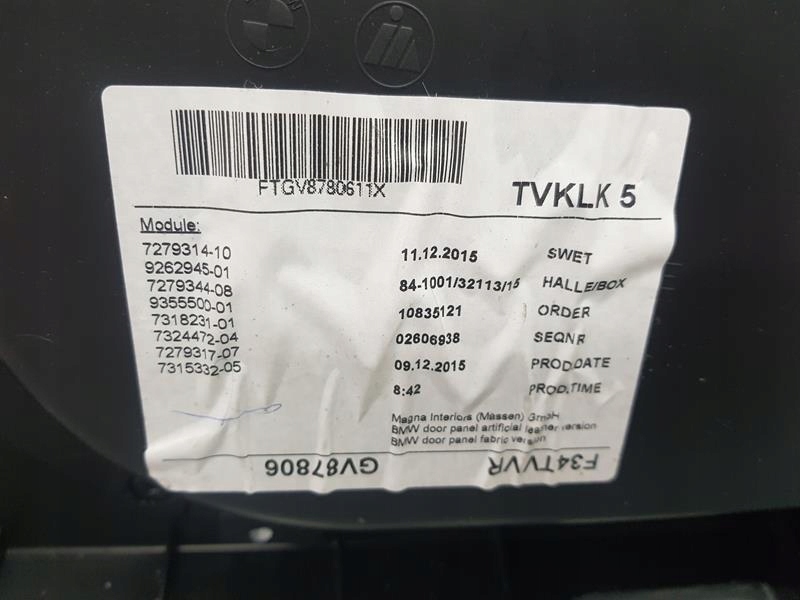 FTGV8780611X
TVKLK 5
Module:
7279314-10
9262945-01
7279344-08
9355500-01
7318231-01
7324472-04
7279317-07
7315332-05
11.12.2015 SWET
84-1001/32113/15 HALLE/BOX
10835121 ORDER
02606938 SEQNR
09.12.2015 PROD.DATE
8:42 PROD.TIME
Magna Interiors (Massen) GmbH
BMW door panel artificial leather version
BMW door panel fabric version
GV87806 F34TVVR